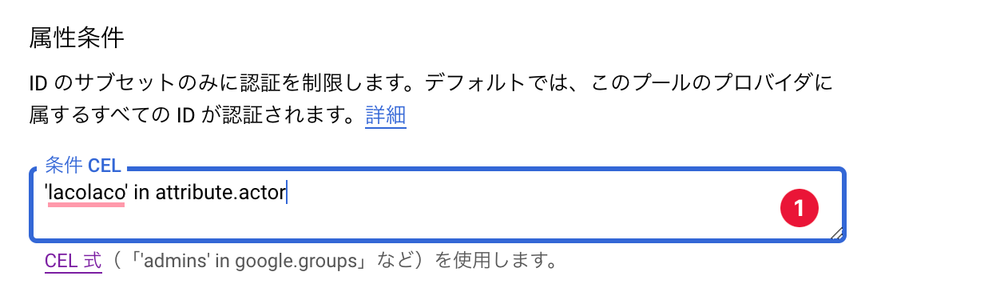 属性条件
ID のサブセットのみに認証を制限します。デフォルトでは、このプールのプロバイダに
属するすべての ID が認証されます。詳細
条件 CEL
'lacolaco' in attribute.actor
1
CEL 式（「'admins' in google.groups」など）を使用します。